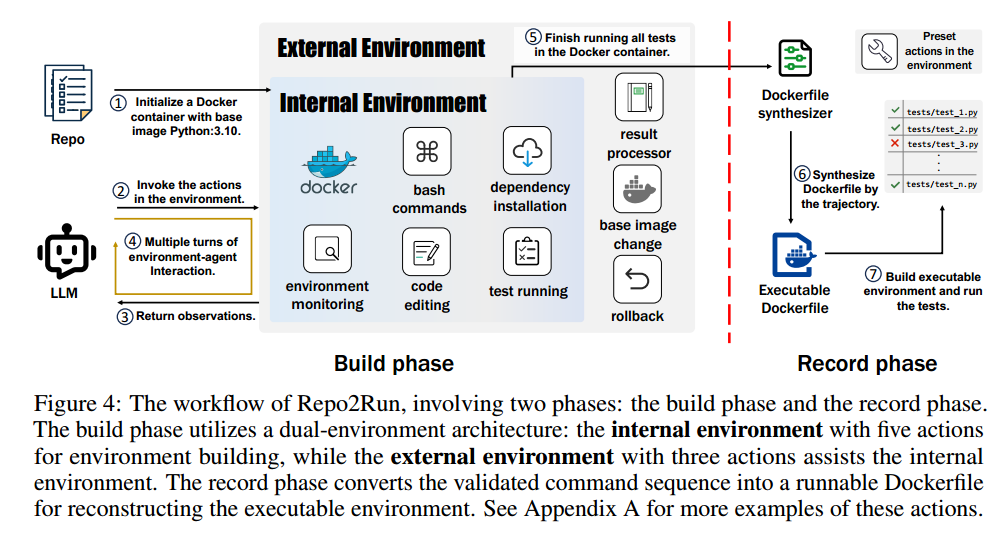 External Environment
⑤ Finish running all tests
in the Docker container.
Preset
actions in the
environment
Repo
① Initialize a Docker
container with base
image Python:3.10.
Internal Environment
docker
bash
commands
dependency
installation
environment
monitoring
code
editing
test running
result
processor
base image
change
rollback
② Invoke the actions
in the environment.
④ Multiple turns of
environment-agent
Interaction.
LLM
③ Return observations.
Dockerfile
synthesizer
tests/test_1.py
tests/test_2.py
tests/test_3.py
tests/test_n.py
⑥ Synthesize
Dockerfile by
the trajectory.
Executable
Dockerfile
⑦ Build executable
environment and run
the tests.
Build phase
Record phase
Figure 4: The workflow of Repo2Run, involving two phases: the build phase and the record phase.
The build phase utilizes a dual-environment architecture: the internal environment with five actions
for environment building, while the external environment with three actions assists the internal
environment. The record phase converts the validated command sequence into a runnable Dockerfile
for reconstructing the executable environment. See Appendix A for more examples of these actions.